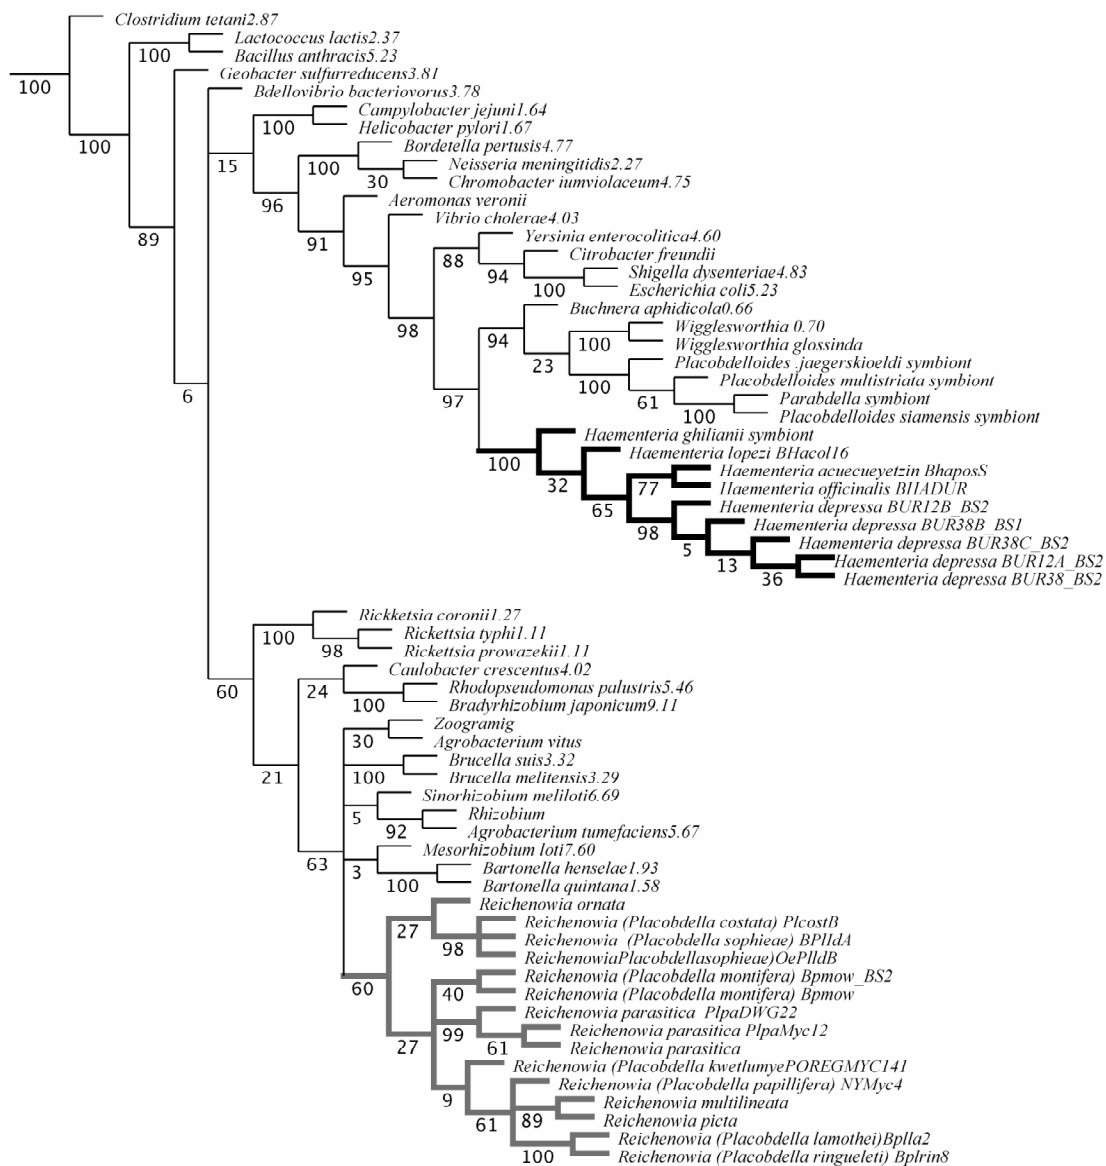 Clostridium tetani2.87
Lactococcus lactis2.37
100
Bacillus anthracis5.23
Geobacter sulfurreducens3.81
100
Bdellovibrio bacteriovorus3.78
Campylobacter jejuni1.64
100
Helicobacter pylori1.67
100
Bordetella pertusis4.77
15
100
Neisseria meningitidis2.27
30
Chromobacter iumviolaceum4.75
96
Aeromonas veronii
Vibrio cholerae4.03
89
91
Yersinia enterocolitica4.60
Citrobacter freundii
88
95
94
Shigella dysenteriae4.83
100
Escherichia coli5.23
Buchnera aphidicola0.66
98
Wigglesworthia 0.70
94
100
Wigglesworthia glossinda
23
Placobdelloides jaegerskioeldi symbiont
100
Placobdelloides multistriata symbiont
6
97
61
Parabdella symbiont
100
Placobdelloides siamensis symbiont
Haementeria ghilianii symbiont
100
Haementeria lopezi BHacol16
Haementeria acuecueyetzin BhaposS
32
77
Haementeria officinalis BIIADUR
65
Haementeria depressa BUR12B_BS2
98
Haementeria depressa BUR38B_BS1
5
Haementeria depressa BUR38C_BS2
13
Haementeria depressa BUR12A_BS2
36
Haementeria depressa BUR38_BS2
Rickketsia coronii1.27
100
Rickettsia typhi1.11
98
Rickettsia prowazekii1.11
Caulobacter crescentus4.02
60
24
Rhodopseudomonas palustris5.46
100
Bradyrhizobium japonicum9.11
Zoogramig
30
Agrobacterium vitus
Brucella suis3.32
21
100
Brucella melitensis3.29
Sinorhizobium meliloti6.69
5
Rhizobium
92
Agrobacterium tumefaciens5.67
Mesorhizobium loti7.60
63
3
Bartonella henselae1.93
100
Bartonella quintana1.58
Reichenowia ornata
27
Reichenowia (Placobdella costata) PlcostB
98
Reichenowia (Placobdella sophieae) BPIIdA
ReichenowiaPlacobdellasophieae)OePlldB
60
Reichenowia (Placobdella montifera) Bpmow_BS2
40
Reichenowia (Placobdella montifera) Bpmow
Reichenowia parasitica PlpaDWG22
27
99
Reichenowia parasitica PlpaMyc12
61
Reichenowia parasitica
Reichenowia (Placobdella kwetlumyePOREGMYC141
Reichenowia (Placobdella papillifera) NYMyc4
9
Reichenowia multilineata
61
89
Reichenowia picta
Reichenowia (Placobdella lamothei)Bplla2
100
Reichenowia (Placobdella ringueleti) Bplrin8